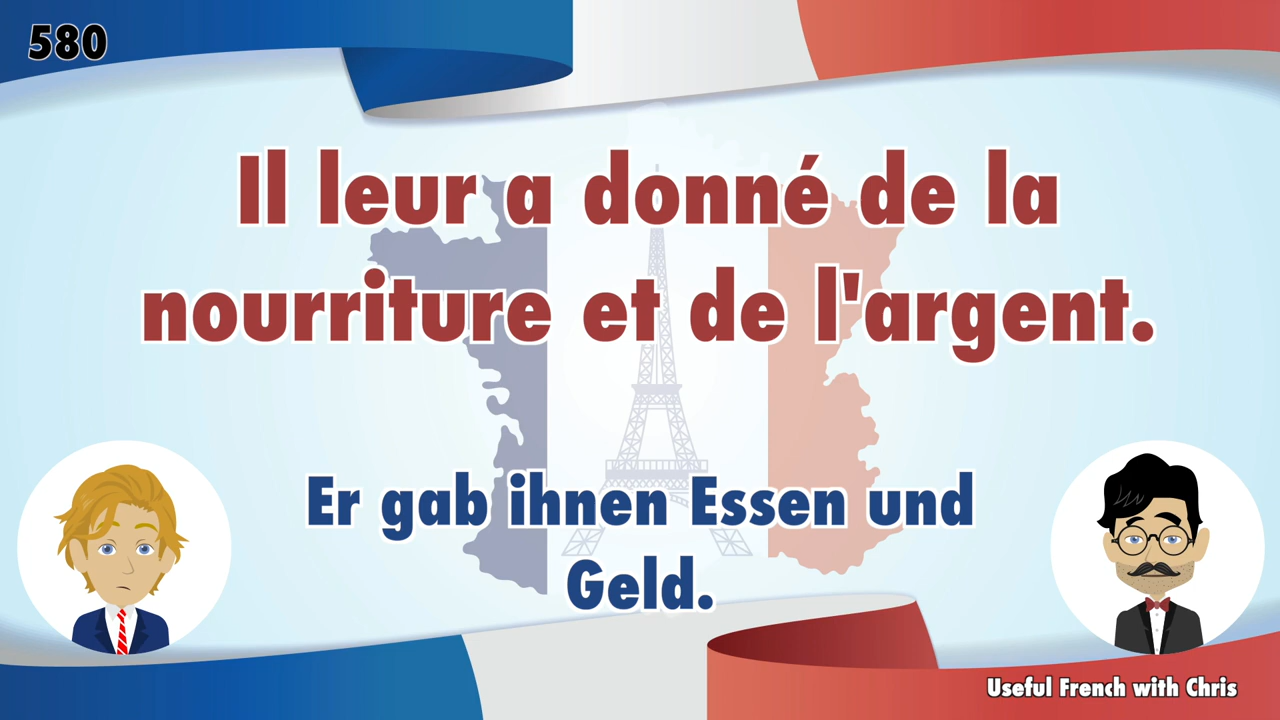 580
Il leur a donné de la
nourriture et de l'argent.
Er gab ihnen Essen und
Geld.
Useful French with Chris